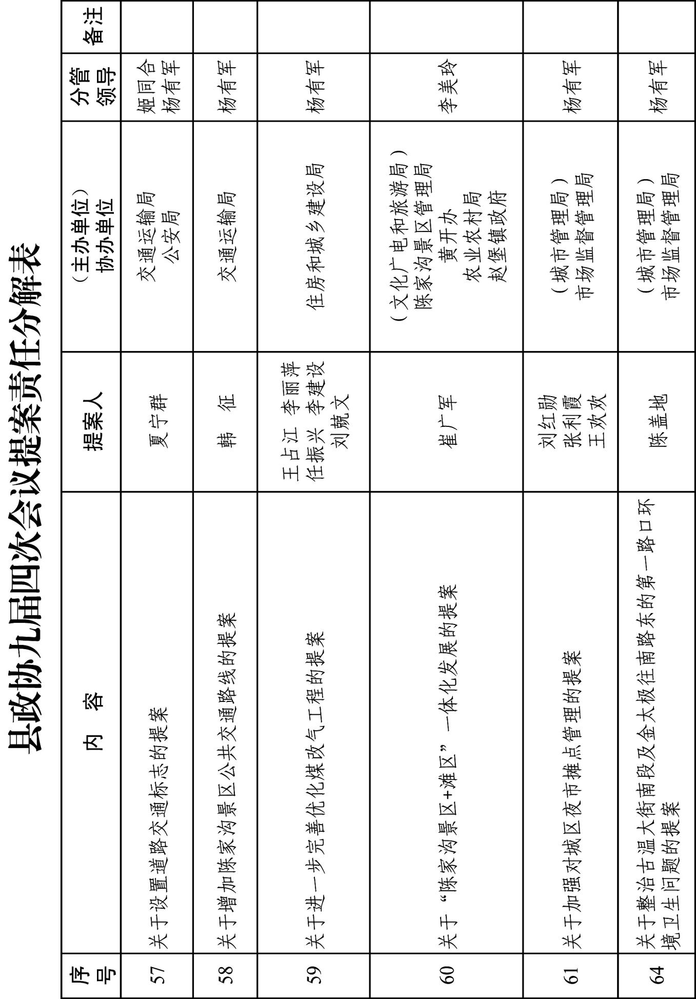 县政协九届四次会议提案责任分解表
序
号
内 容
提案人
（主办单位）
协办单位
分管
领导
备注
57
关于设置道路交通标志的提案
夏宁群
交通运输局
公安局
姬同合
杨有军
58
关于增加陈家沟景区公共交通路线的提案
韩 征
交通运输局
杨有军
59
关于进一步完善优化煤改气工程的提案
王占江 李丽萍
任振兴 李建设
刘兢文
住房和城乡建设局
杨有军
60
关于“陈家沟景区+滩区”一体化发展的提案
崔广军
（文化广电和旅游局）
陈家沟景区管理局
黄开办
农业农村局
赵堡镇政府
李美玲
61
关于加强对城区夜市摊点管理的提案
刘红勋
张利霞
王欢欢
（城市管理局）
市场监督管理局
杨有军
64
关于整治古温大街南段及金太极往南路东的第一路口环
境卫生问题的提案
陈盖地
（城市管理局）
市场监督管理局
杨有军